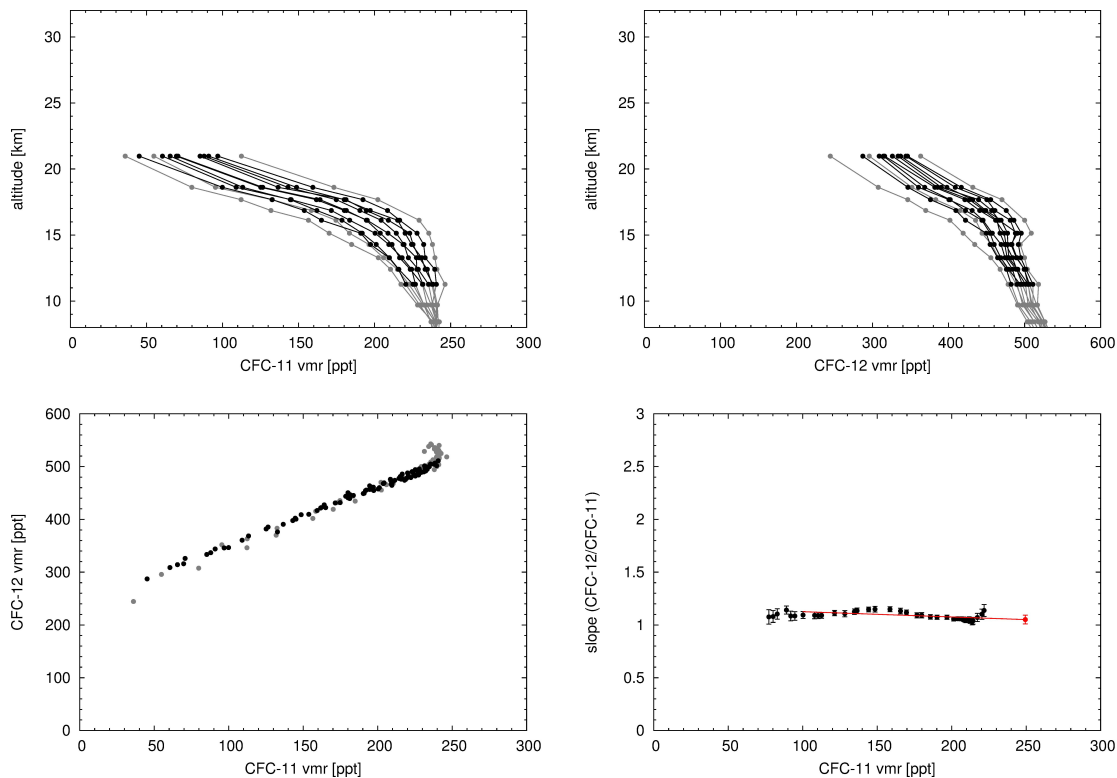 30
25
20
15
10
altitude [km]
0 50 100 150 200 250 300
CFC-11 vmr [ppt]
30
25
20
15
10
altitude [km]
0 100 200 300 400 500 600
CFC-12 vmr [ppt]
600
500
400
300
200
100
0
CFC-12 vmr [ppt]
0 50 100 150 200 250 300
CFC-11 vmr [ppt]
3
2.5
2
1.5
1
0.5
0
slope (CFC-12/CFC-11)
0 50 100 150 200 250 300
CFC-11 vmr [ppt]